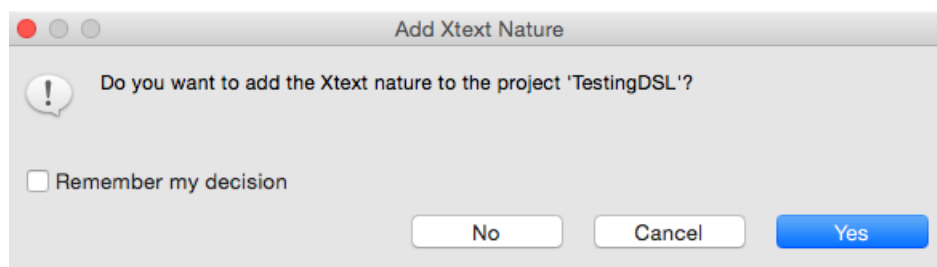 Add Xtext Nature
Do you want to add the Xtext nature to the project 'TestingDSL'?
Remember my decision
No Cancel Yes